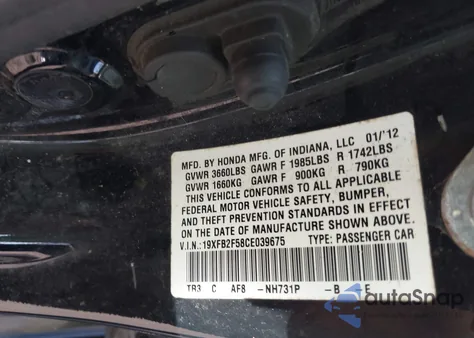 MFD. BY HONDA MFG. OF INDIANA, LLC 01/'12
GVWR 3660LBS GAWR F 1985LBS R 1742LBS
GVWR 1660KG GAWR F 900KG R 790KG
THIS VEHICLE CONFORMS TO ALL APPLICABLE
FEDERAL MOTOR VEHICLE SAFETY, BUMPER,
AND THEFT PREVENTION STANDARDS IN EFFECT
ON THE DATE OF MANUFACTURE SHOWN ABOVE.
V.I.N.:19XFB2F58CE039675 TYPE: PASSENGER CAR
TR3 C AF8 -NH731P -B -E
autoSnap